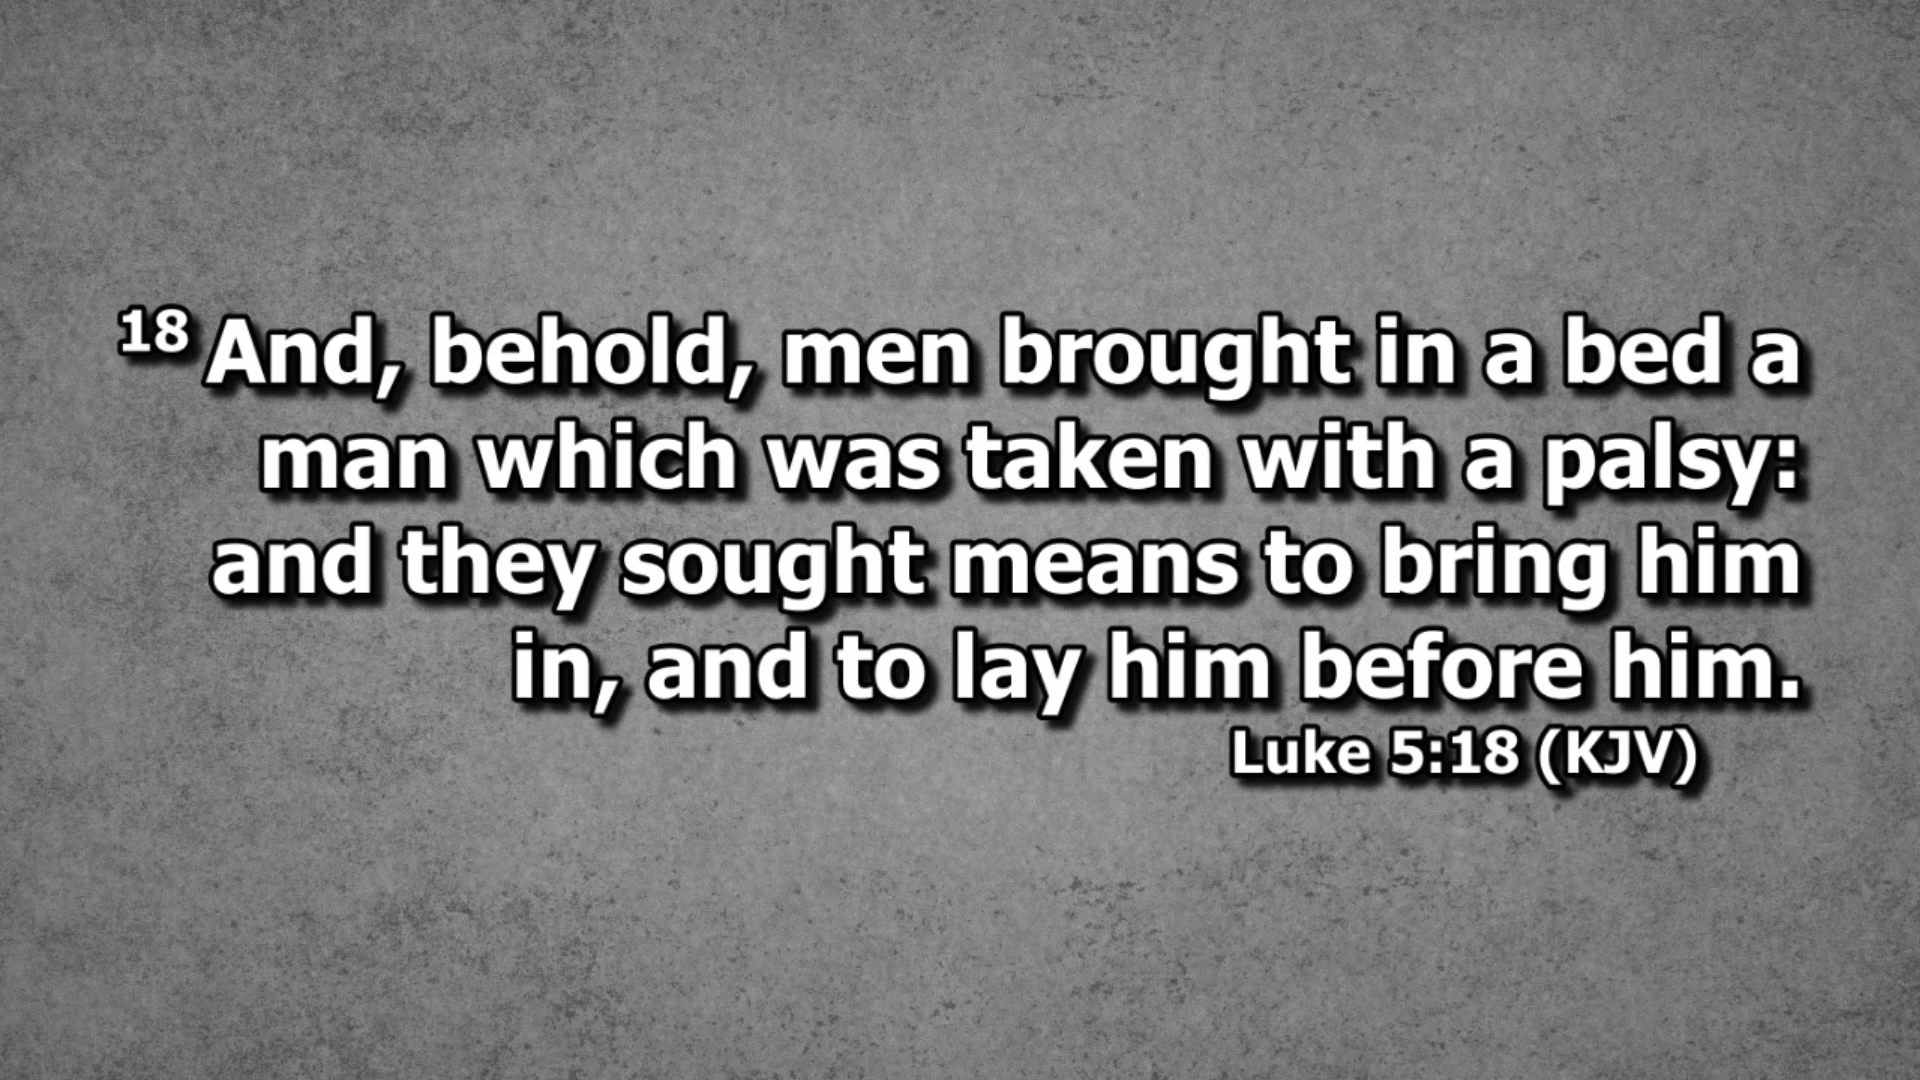 18 And, behold, men brought in a bed a
man which was taken with a palsy:
and they sought means to bring him
in, and to lay him before him.
Luke 5:18 (KJV)